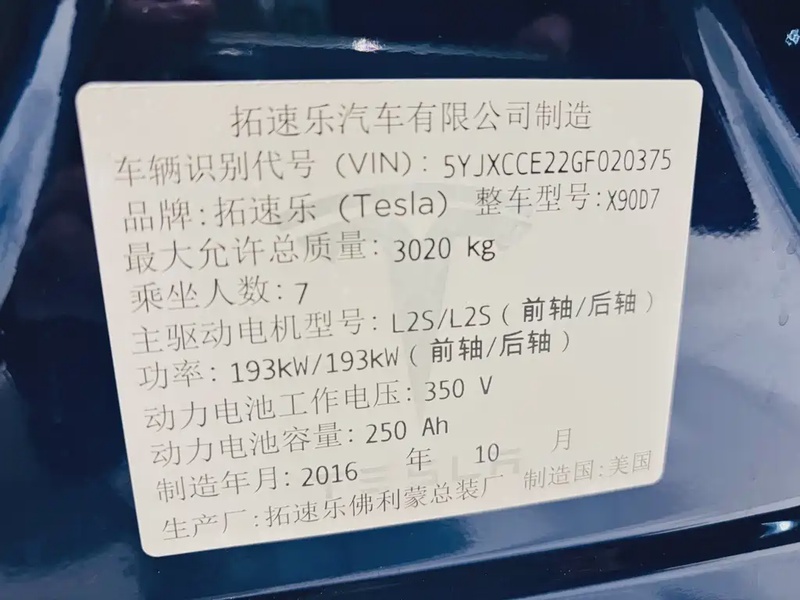 拓速乐汽车有限公司制造
车辆识别代号（VIN）：5YJXCCE22GF020375
品牌：拓速乐（Tesla） 整车型号：X90D7
最大允许总质量：3020 kg
乘坐人数：7
主驱动电机型号：L2S/L2S（前轴/后轴）
功率：193kW/193kW（前轴/后轴）
动力电池工作电压：350 V
动力电池容量：250 Ah
制造年月：2016 年 10 月
生产厂：拓速乐佛利蒙总装厂 制造国：美国
TESLA